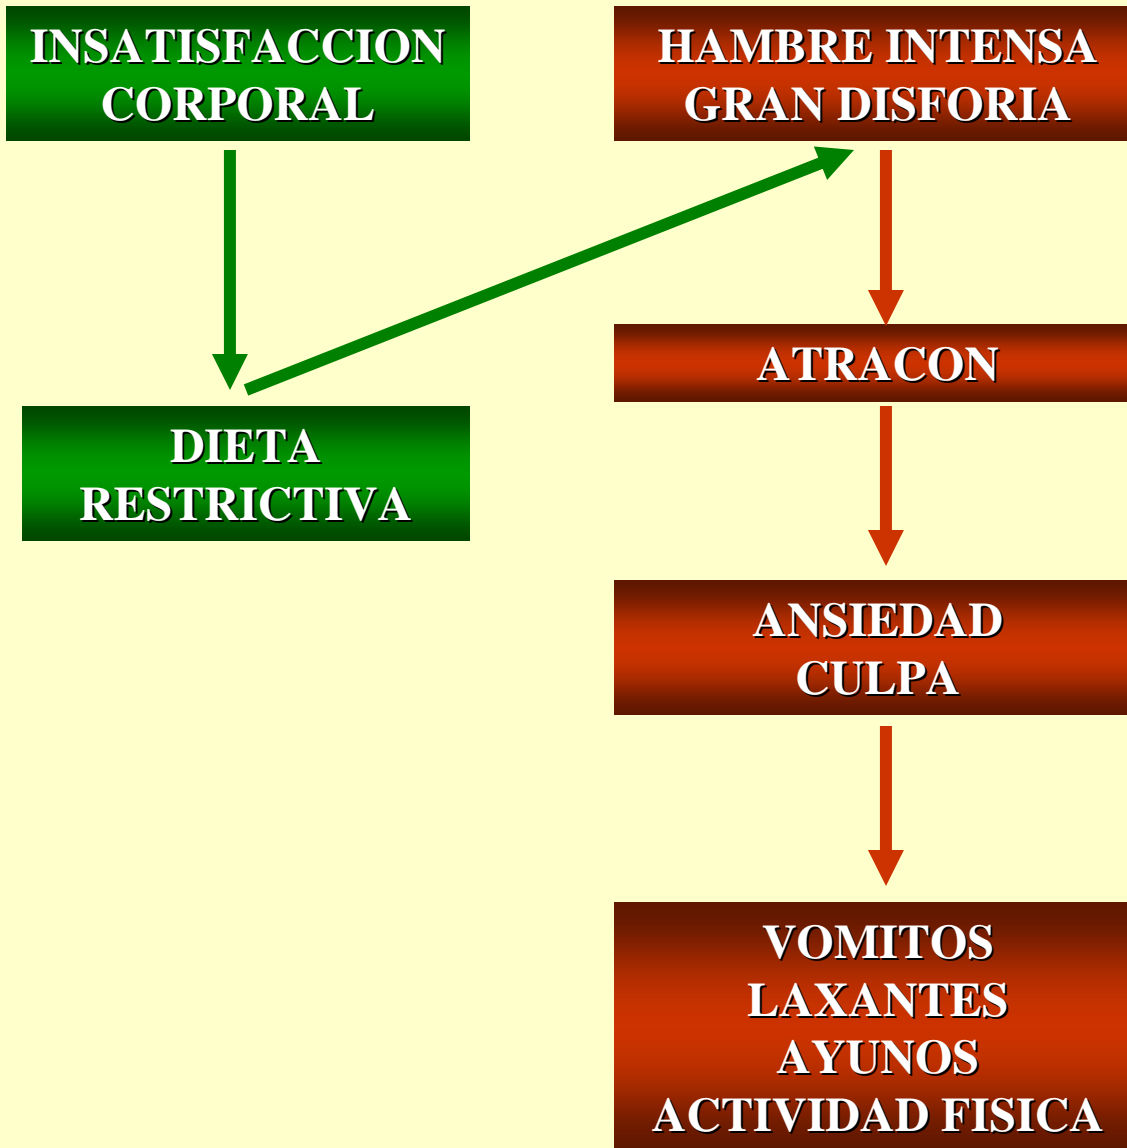 INSATISFACCION
CORPORAL
DIETA
RESTRICTIVA
HAMBRE INTENSA
GRAN DISFORIA
ATRACON
ANSIEDAD
CULPA
VOMITOS
LAXANTES
AYUNOS
ACTIVIDAD FISICA